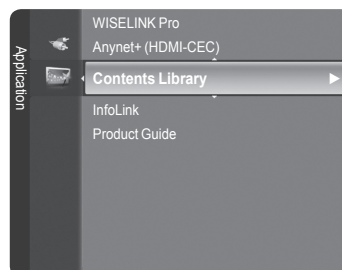 Application
WISELINK Pro
Anynet+ (HDMI-CEC)
Contents Library
InfoLink
Product Guide